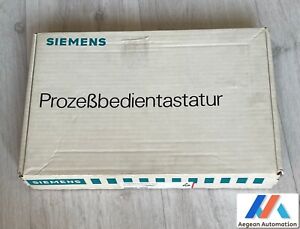 SIEMENS
Prozeßbedientastatur
SIEMENS
Aegean Automation